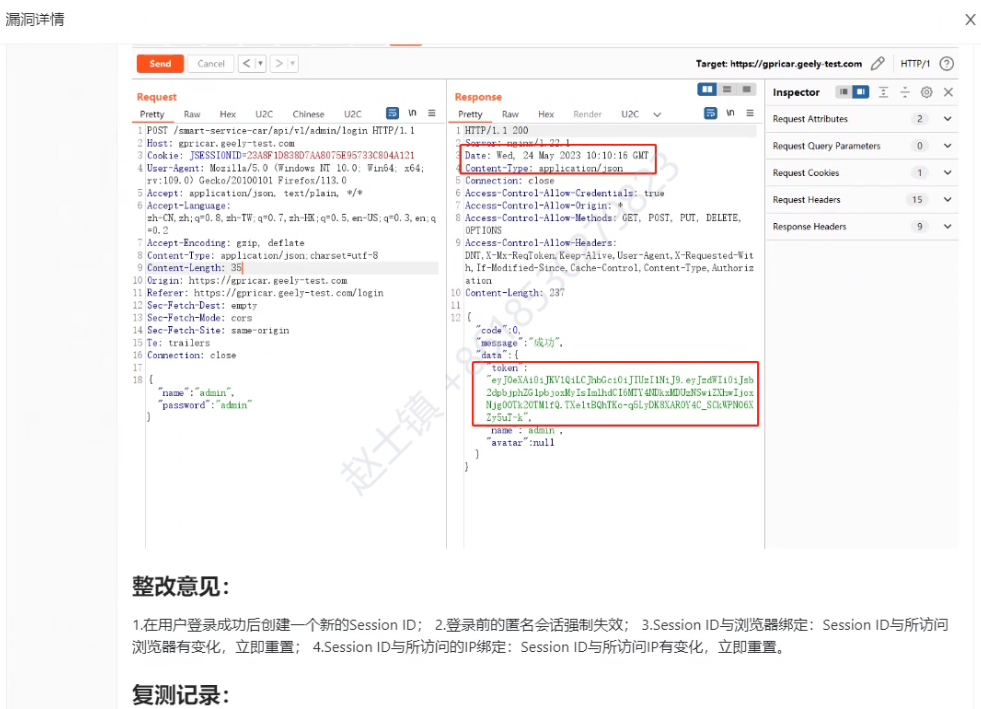 漏洞详情
X
Send Cancel < > Target: https://gpricar.geely-test.com HTTP/1 ?
Request
Pretty Raw Hex U2C Chinese U2C \n
1 POST /smart-service-car/api/v1/admin/login HTTP/1.1
2 Host: gpricar.geely-test.com
3 Cookie: JSESSIONID=23A8F1D838D7AA8075E95733C804A121
4 User-Agent: Mozilla/5.0 (Windows NT 10.0; Win64; x64;
rv:109.0) Gecko/20100101 Firefox/113.0
5 Accept: application/json, text/plain, */*
6 Accept-Language:
zh-CN,zh;q=0.8,zh-TW;q=0.7,zh-HK;q=0.5,en-US;q=0.3,en;q
=0.2
7 Accept-Encoding: gzip, deflate
8 Content-Type: application/json;charset=utf-8
9 Content-Length: 35
10 Origin: https://gpricar.geely-test.com
11 Referer: https://gpricar.geely-test.com/login
12 Sec-Fetch-Dest: empty
13 Sec-Fetch-Mode: cors
14 Sec-Fetch-Site: same-origin
15 Te: trailers
16 Connection: close
17
18 {
"name":"admin",
"password":"admin"
}
Response
Pretty Raw Hex Render U2C \n
1 HTTP/1.1 200
2 Server: nginx/1.22.1
3 Date: Wed, 24 May 2023 10:10:16 GMT
4 Content-Type: application/json
5 Connection: close
6 Access-Control-Allow-Credentials: true
7 Access-Control-Allow-Origin: *
8 Access-Control-Allow-Methods: GET, POST, PUT, DELETE,
OPTIONS
9 Access-Control-Allow-Headers:
DNT,X-Mx-ReqToken,Keep-Alive,User-Agent,X-Requested-Wit
h,If-Modified-Since,Cache-Control,Content-Type,Authoriz
ation
10 Content-Length: 237
11
12 {
"code":0,
"message":"成功",
"data":{
"token":
"name":"admin",
"avatar":null
}
}
Inspector
Request Attributes 2
Request Query Parameters 0
Request Cookies 1
Request Headers 15
Response Headers 9
赵士镇
整改意见：
1.在用户登录成功后创建一个新的Session ID； 2.登录前的匿名会话强制失效； 3.Session ID与浏览器绑定：Session ID与所访问
浏览器有变化，立即重置； 4.Session ID与所访问的IP绑定：Session ID与所访问IP有变化，立即重置。
复测记录：